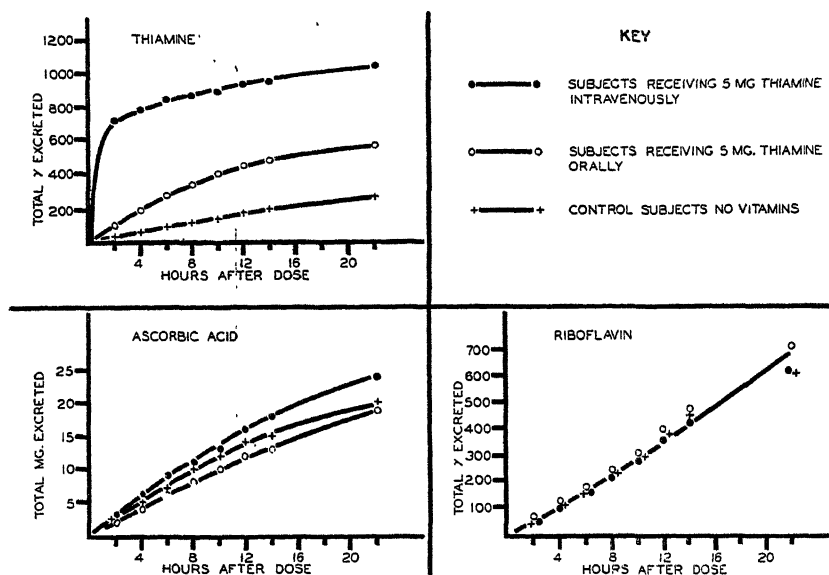 THIAMINE
1200
1000
800
600
400
200
TOTAL γ EXCRETED
4 8 12 16 20
HOURS AFTER DOSE
KEY
SUBJECTS RECEIVING 5 MG THIAMINE
INTRAVENOUSLY
SUBJECTS RECEIVING 5 MG. THIAMINE
ORALLY
CONTROL SUBJECTS NO VITAMINS
ASCORBIC ACID
25
20
15
10
5
TOTAL MG. EXCRETED
4 8 12 16 20
HOURS AFTER DOSE
RIBOFLAVIN
700
600
500
400
300
200
100
TOTAL γ EXCRETED
4 8 12 16 20
HOURS AFTER DOSE